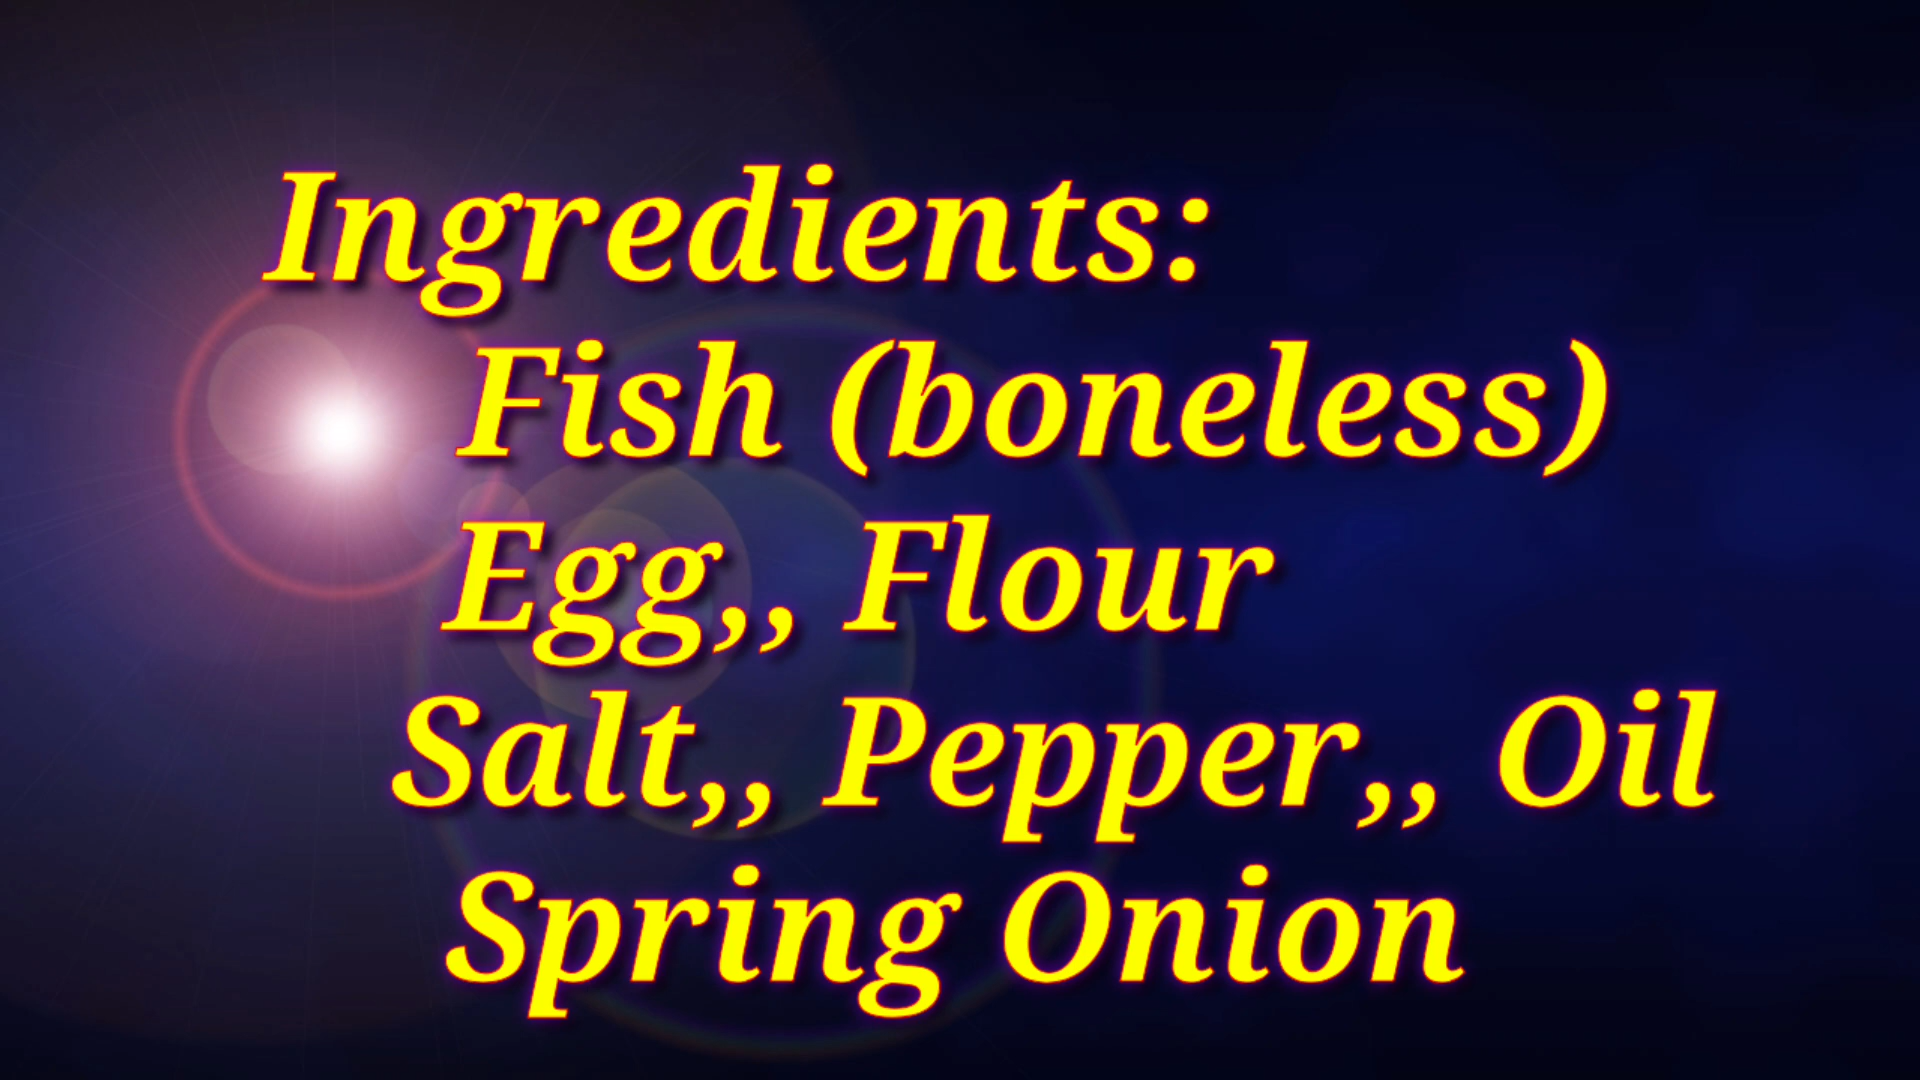 Ingredients:
Fish (boneless)
Egg,, Flour
Salt,, Pepper,, Oil
Spring Onion